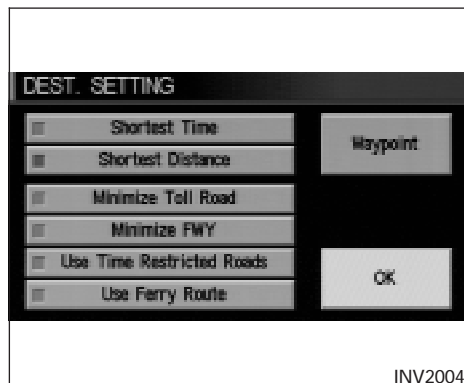 DEST. SETTING
Shortest Time
Shortest Distance
Minimize Toll Road
Minimize FWY
Use Time Restricted Roads
Use Ferry Route
Waypoint
OK
INV2004